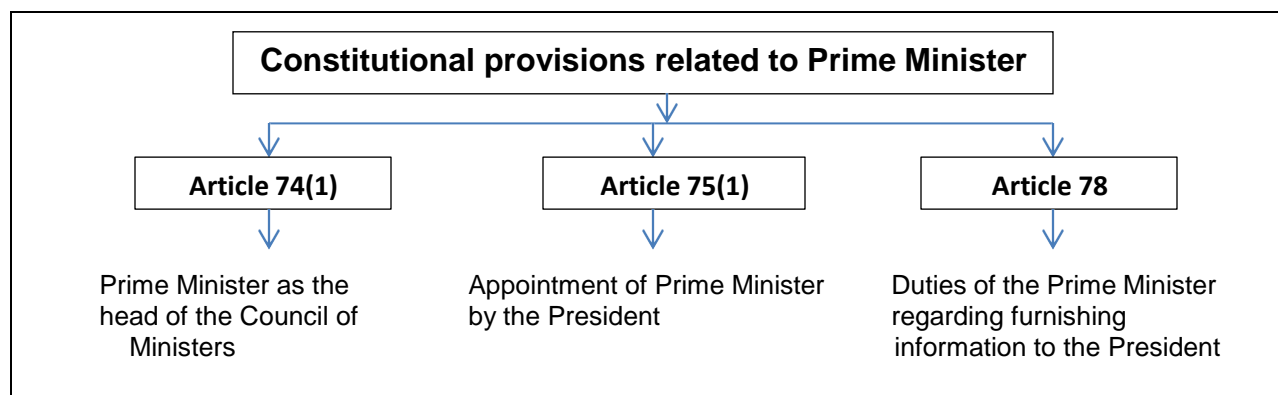 Constitutional provisions related to Prime Minister
Article 74(1)
Article 75(1)
Article 78
Prime Minister as the
head of the Council of
Ministers
Appointment of Prime Minister
by the President
Duties of the Prime Minister
regarding furnishing
information to the President